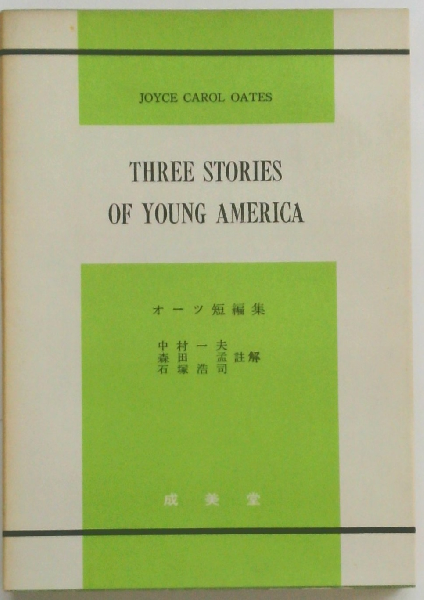 JOYCE CAROL OATES
THREE STORIES
OF YOUNG AMERICA
オーツ短編集
中村一夫
森田 孟 註解
石塚浩司
成美堂